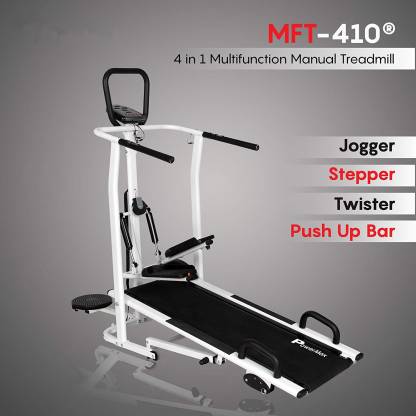 MFT-410®
4 in 1 Multifunction Manual Treadmill
Jogger
Stepper
Twister
Push Up Bar
PowerMax